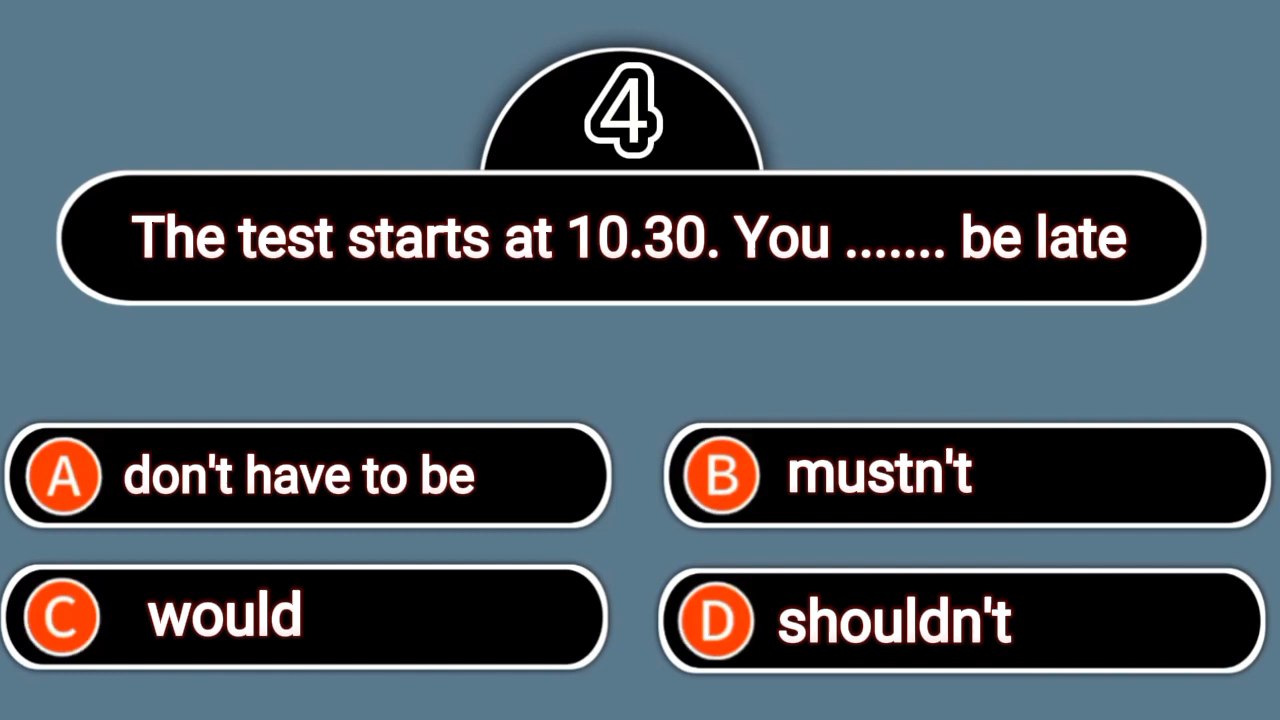 4
The test starts at 10.30. You ....... be late
A don't have to be
B mustn't
C would
D shouldn't